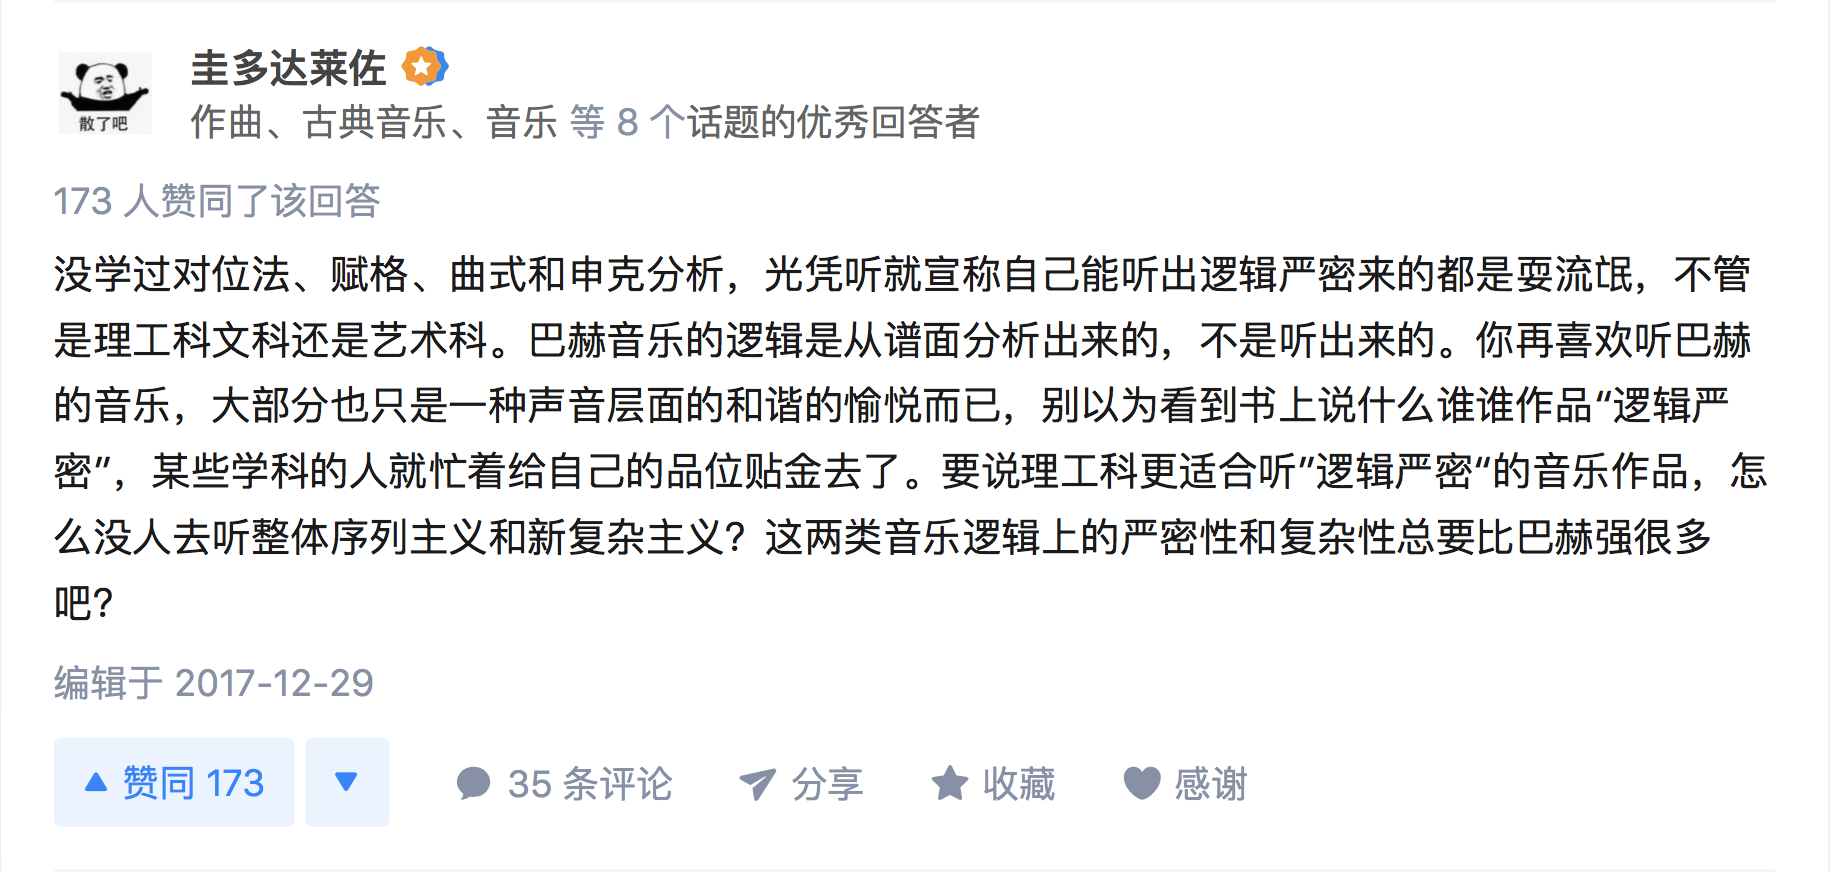 圭多达莱佐
作曲、古典音乐、音乐 等 8 个话题的优秀回答者
散了吧
173 人赞同了该回答
没学过对位法、赋格、曲式和申克分析，光凭听就宣称自己能听出逻辑严密来的都是耍流氓，不管
是理工科文科还是艺术科。巴赫音乐的逻辑是从谱面分析出来的，不是听出来的。你再喜欢听巴赫
的音乐，大部分也只是一种声音层面的和谐的愉悦而已，别以为看到书上说什么谁谁作品“逻辑严
密”，某些学科的人就忙着给自己的品位贴金去了。要说理工科更适合听”逻辑严密“的音乐作品，怎
么没人去听整体序列主义和新复杂主义？这两类音乐逻辑上的严密性和复杂性总要比巴赫强很多
吧？
编辑于 2017-12-29
赞同 173 35 条评论 分享 收藏 感谢